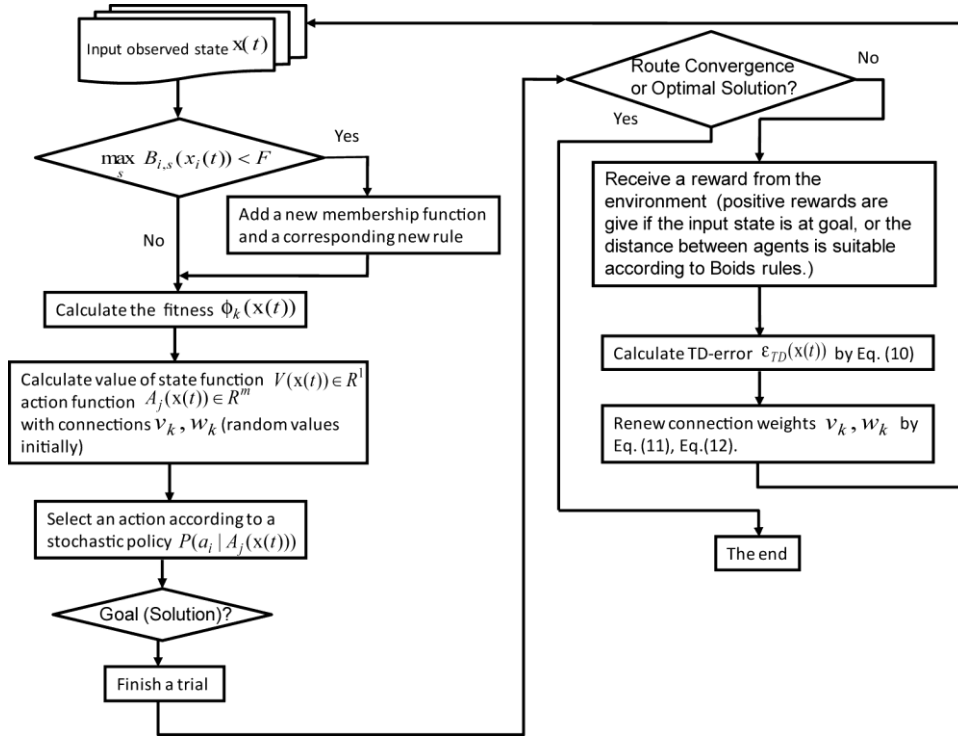 Input observed state x(t)
max B_{i,s}(x_i(t)) < F
s
Yes
Add a new membership function
and a corresponding new rule
No
Calculate the fitness ϕ_k(x(t))
Calculate value of state function V(x(t))∈R^1
action function A_j(x(t))∈R^m
with connections v_k, w_k (random values
initially)
Select an action according to a
stochastic policy P(a_i | A_j(x(t)))
Goal (Solution)?
Finish a trial
Route Convergence
or Optimal Solution?
No
Yes
Receive a reward from the
environment (positive rewards are
give if the input state is at goal, or the
distance between agents is suitable
according to Boids rules.)
Calculate TD-error ε_{TD}(x(t)) by Eq. (10)
Renew connection weights v_k, w_k by
Eq. (11), Eq.(12).
The end